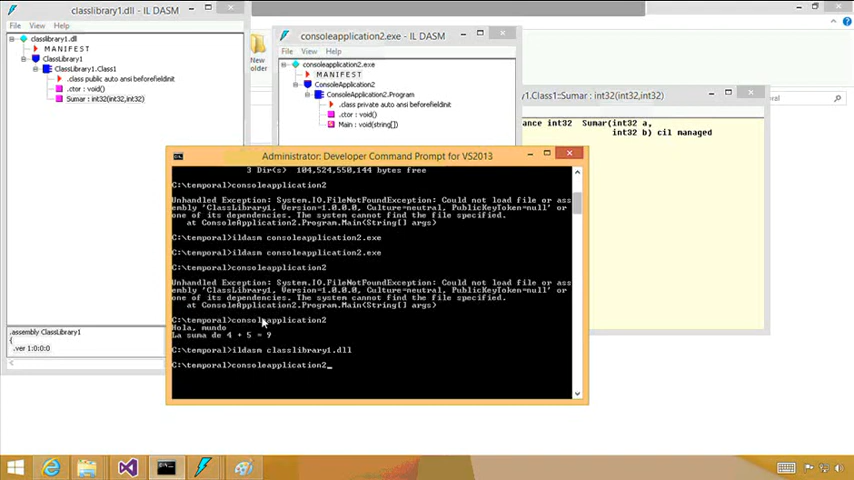 classlibrary1.dll - IL DASM
File View Help
classlibrary1.dll
MANIFEST
ClassLibrary1
ClassLibrary1.Class1
.class public auto ansi beforefieldinit
.ctor : void()
Sumar : int32(int32,int32)
.assembly ClassLibrary1
.ver 1:0:0:0
New
folder
consoleapplication2.exe - IL DASM
File View Help
consoleapplication2.exe
MANIFEST
ConsoleApplication2
ConsoleApplication2.Program
.class private auto ansi beforefieldinit
.ctor : void()
Main : void(string[])
y1.Class1::Sumar : int32(int32,int32)
ance int32 Sumar(int32 a,
int32 b) cil managed
Administrator: Developer Command Prompt for VS2013
3 Dir(s) 104,524,550,144 bytes free
C:\temporal>consoleapplication2
Unhandled Exception: System.IO.FileNotFoundException: Could not load file or ass
embly 'ClassLibrary1, Version=1.0.0.0, Culture=neutral, PublicKeyToken=null' or
one of its dependencies. The system cannot find the file specified.
at ConsoleApplication2.Program.Main(String[] args)
C:\temporal>ildasm consoleapplication2.exe
C:\temporal>ildasm consoleapplication2.exe
C:\temporal>consoleapplication2
Unhandled Exception: System.IO.FileNotFoundException: Could not load file or ass
embly 'ClassLibrary1, Version=1.0.0.0, Culture=neutral, PublicKeyToken=null' or
one of its dependencies. The system cannot find the file specified.
at ConsoleApplication2.Program.Main(String[] args)
C:\temporal>consoleapplication2
Hola, mundo
La suma de 4 + 5 = 9
C:\temporal>ildasm classlibrary1.dll
C:\temporal>consoleapplication2_